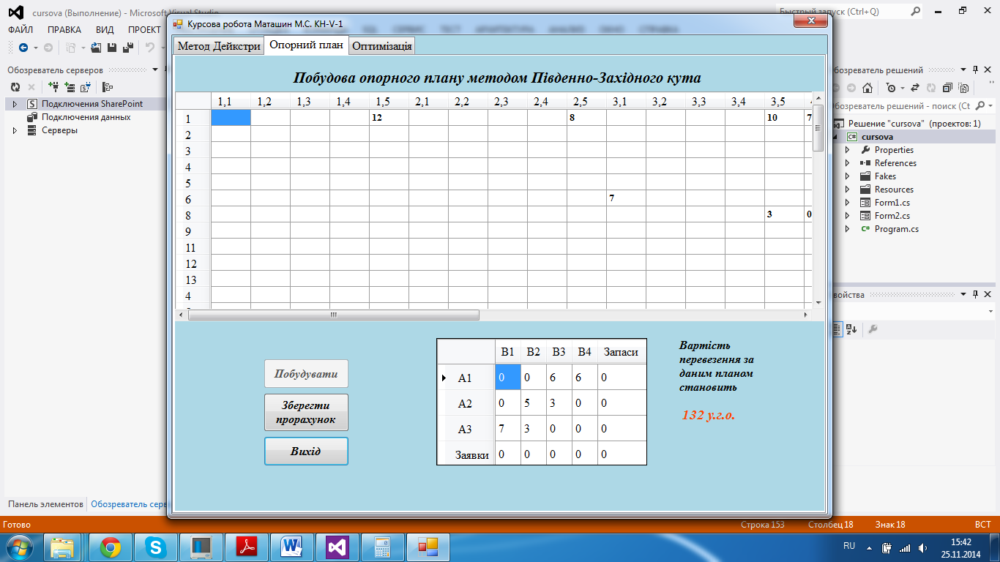 cursova (Выполнение) - Microsoft Visual Studio
Быстрый запуск (Ctrl+Q)
ФАЙЛ ПРАВКА ВИД ПРОЕКТ
Курсова робота Маташин М.С. КН-V-1
Метод Дейкстри Опорний план Оптимізація
Обозреватель серверов
Подключения SharePoint
Подключения данных
Серверы
Побудова опорного плану методом Південно-Західного кута
1,1 1,2 1,3 1,4 1,5 2,1 2,2 2,3 2,4 2,5 3,1 3,2 3,3 3,4 3,5
1 12 8 10 7
2
3
4
5
6 7
8 3 0
9
11
12
13
4
Побудувати
Зберегти
прорахунок
Вихід
B1 B2 B3 B4 Запаси
A1 0 0 6 6 0
A2 0 5 3 0 0
A3 7 3 0 0 0
Заявки 0 0 0 0 0
Вартість
перевезення за
даним планом
становить
132 у.г.о.
бозреватель решений
Обозреватель решений - поиск (Ct
Решение "cursova" (проектов: 1)
cursova
Properties
References
Fakes
Resources
Form1.cs
Form2.cs
Program.cs
войства
Панель элементов Обозреватель серв
Готово Строка 153 Столбец 18 Знак 18 ВСТ
RU 15:42
25.11.2014